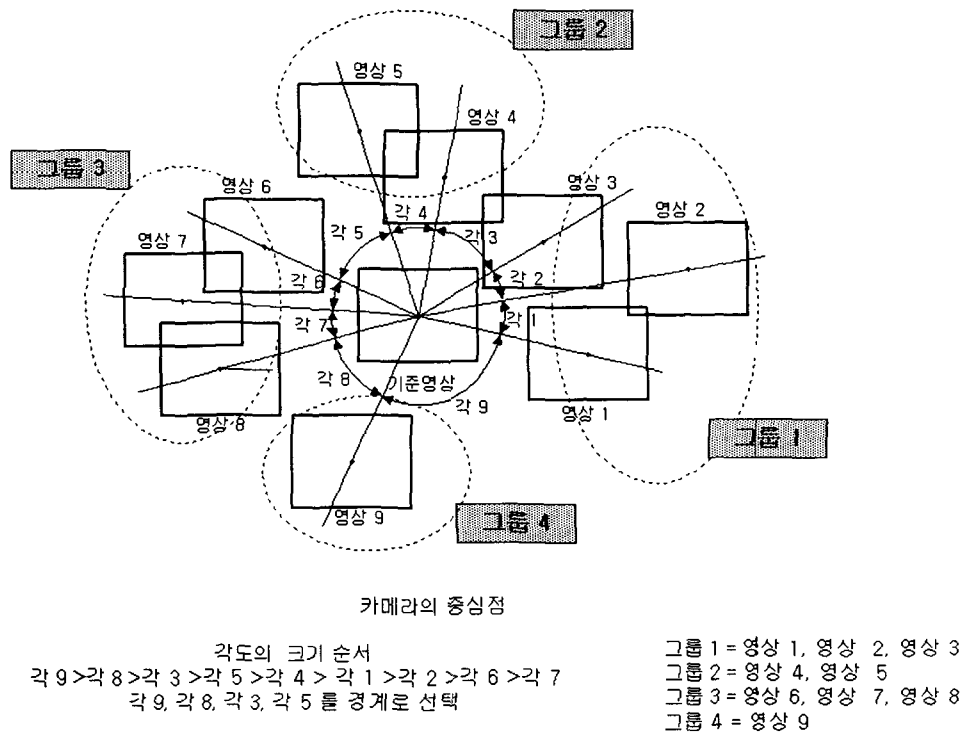 그룹 2
영상 5
영상 4
그룹 3
영상 6
영상 3
영상 2
각 4
각 5
각 3
영상 7
각 6
각 2
각 7
각 1
기준영상
각 8
각 9
영상 8
영상 1
그룹 1
영상 9
그룹 4
카메라의 중심점
각도의 크기 순서
각 9 >각 8 >각 3 >각 5 >각 4 > 각 1 >각 2 >각 6 >각 7
각 9, 각 8, 각 3, 각 5 를 경계로 선택
그룹 1 = 영상 1, 영상 2, 영상 3
그룹 2 = 영상 4, 영상 5
그룹 3 = 영상 6, 영상 7, 영상 8
그룹 4 = 영상 9